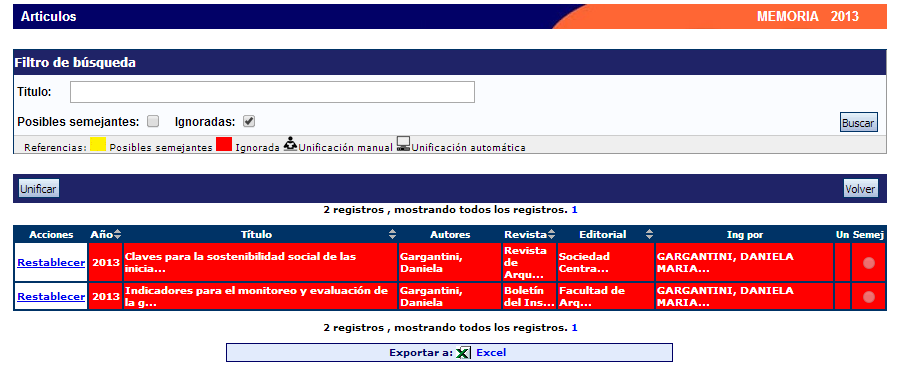 Articulos MEMORIA 2013
Filtro de búsqueda
Titulo:
Posibles semejantes: Ignoradas: Buscar
Referencias: Posibles semejantes Ignorada Unificación manual Unificación automática
Unificar Volver
2 registros , mostrando todos los registros. 1
Acciones Año Título Autores Revista Editorial Ing por Un Semej
Restablecer 2013 Claves para la sostenibilidad social de las inicia... Gargantini, Daniela Revista de Arqu... Sociedad Centra... GARGANTINI, DANIELA MARIA...
Restablecer 2013 Indicadores para el monitoreo y evaluación de la g... Gargantini, Daniela Boletín del Ins... Facultad de Arq... GARGANTINI, DANIELA MARIA...
2 registros , mostrando todos los registros. 1
Exportar a: Excel